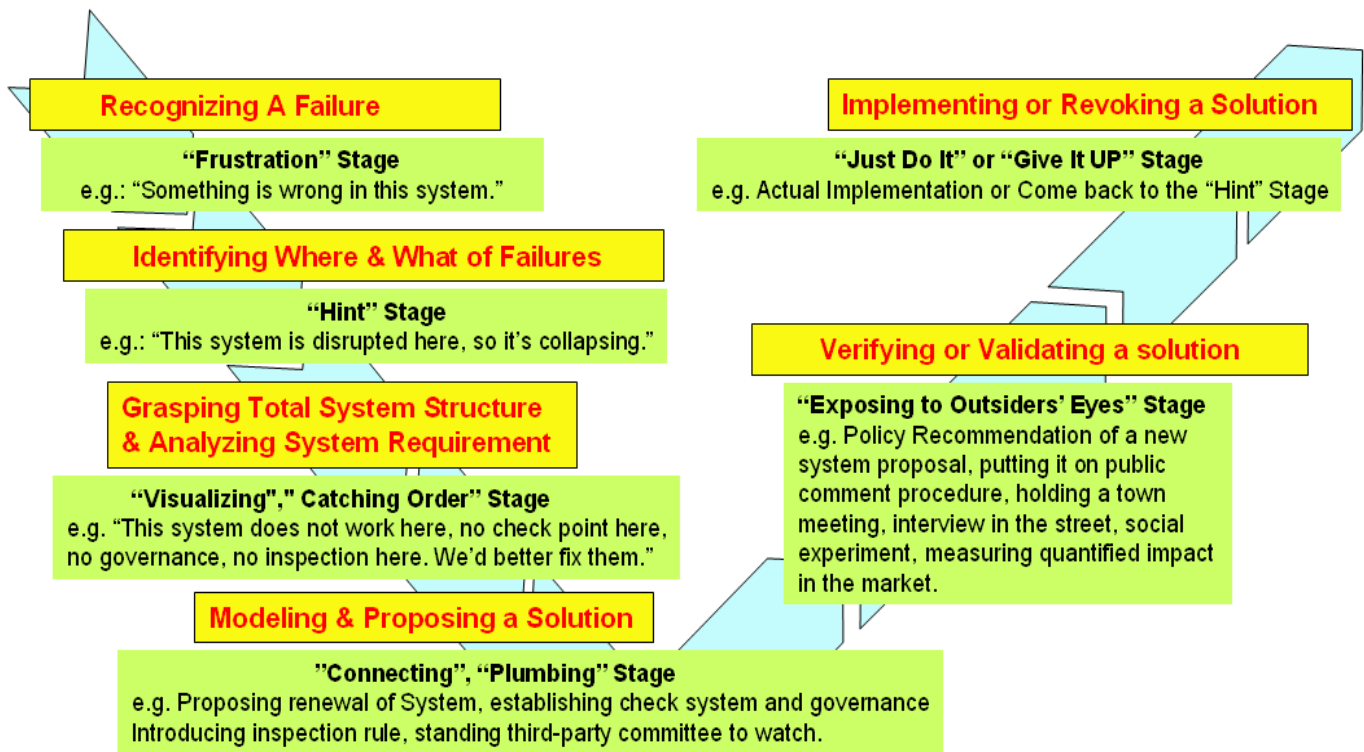 Recognizing A Failure
“Frustration” Stage
e.g.: “Something is wrong in this system.”
Identifying Where & What of Failures
“Hint” Stage
e.g.: “This system is disrupted here, so it’s collapsing.”
Grasping Total System Structure
& Analyzing System Requirement
“Visualizing"," Catching Order” Stage
e.g. “This system does not work here, no check point here,
no governance, no inspection here. We’d better fix them.”
Modeling & Proposing a Solution
”Connecting”, “Plumbing” Stage
e.g. Proposing renewal of System, establishing check system and governance
Introducing inspection rule, standing third-party committee to watch.
Verifying or Validating a solution
“Exposing to Outsiders’ Eyes” Stage
e.g. Policy Recommendation of a new
system proposal, putting it on public
comment procedure, holding a town
meeting, interview in the street, social
experiment, measuring quantified impact
in the market.
Implementing or Revoking a Solution
“Just Do It” or “Give It UP” Stage
e.g. Actual Implementation or Come back to the “Hint” Stage